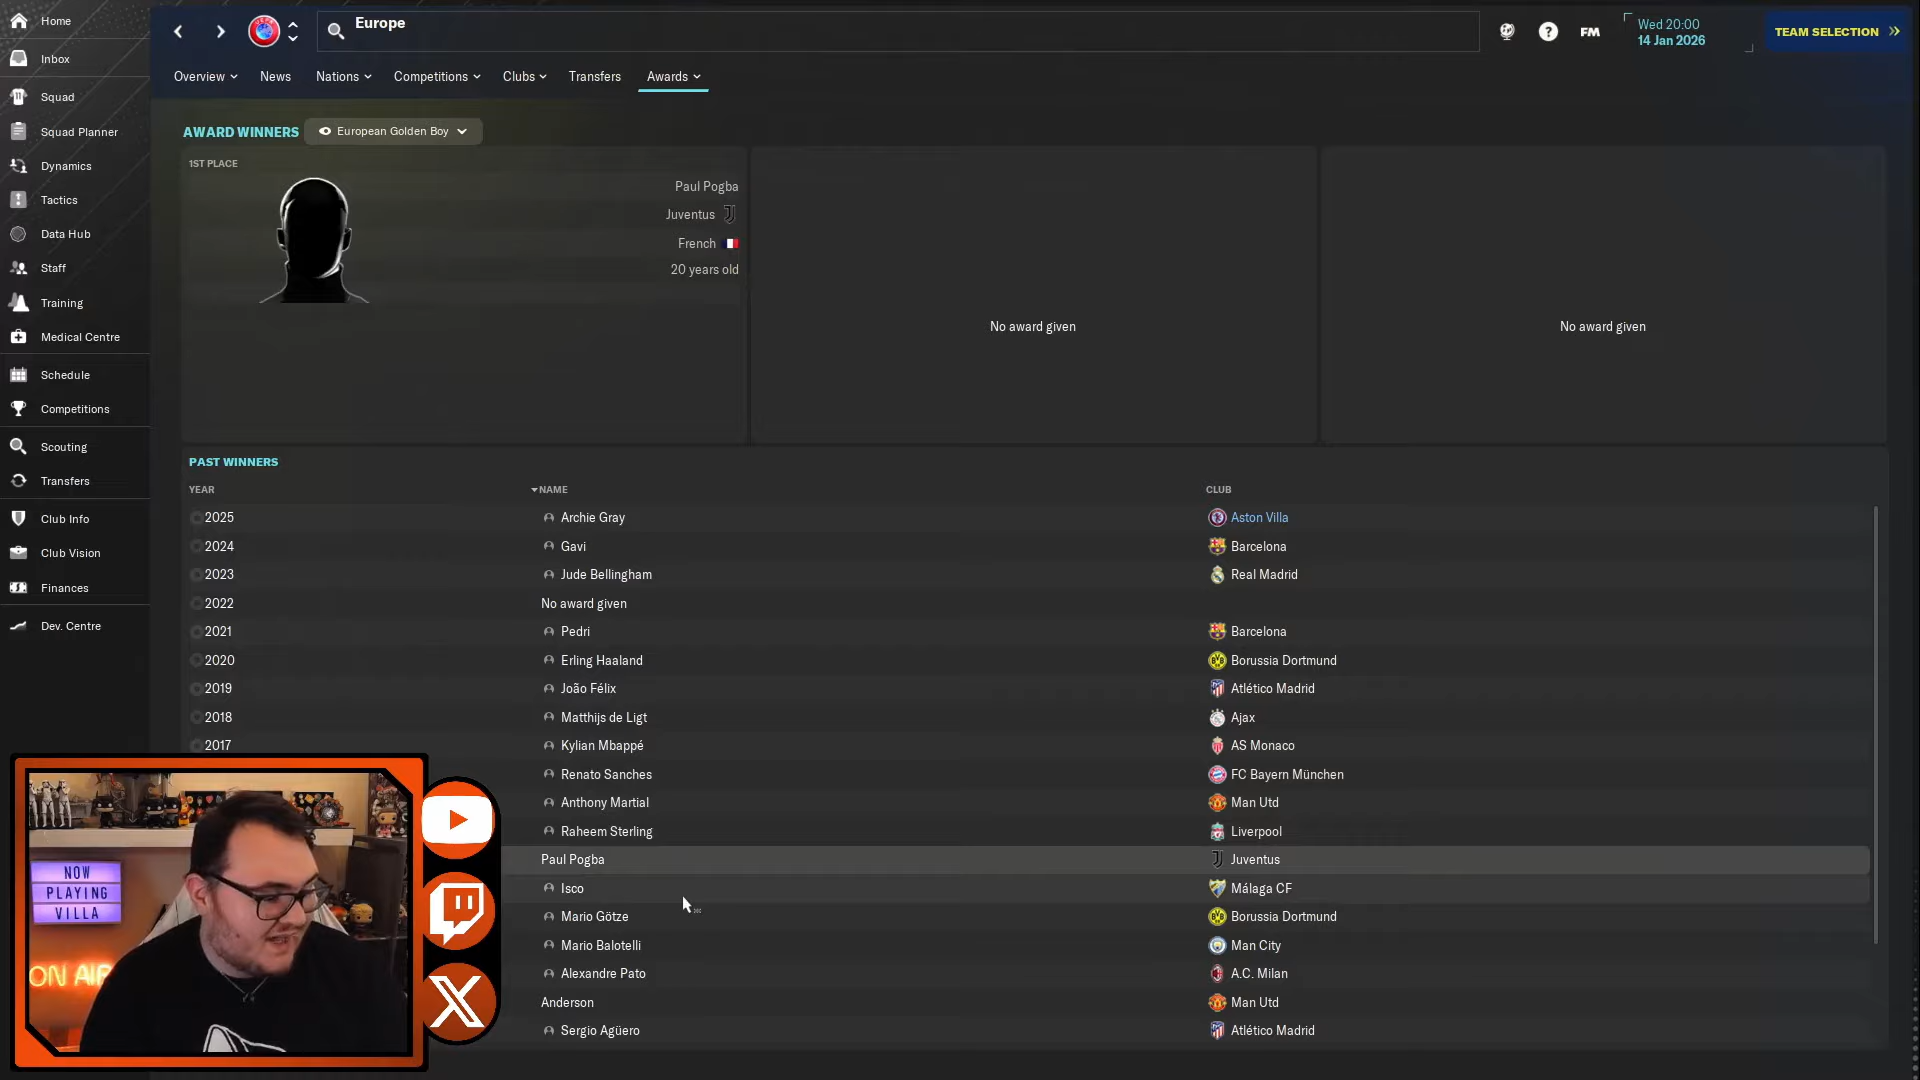 Home
Inbox
Squad
Squad Planner
Dynamics
Tactics
Data Hub
Staff
Training
Medical Centre
Schedule
Competitions
Scouting
Transfers
Club Info
Club Vision
Finances
Dev. Centre
Europe
FM
Wed 20:00
14 Jan 2026
TEAM SELECTION
Overview News Nations Competitions Clubs Transfers Awards
AWARD WINNERS European Golden Boy
1ST PLACE
Paul Pogba
Juventus
French
20 years old
No award given
No award given
PAST WINNERS
YEAR NAME CLUB
2025 Archie Gray Aston Villa
2024 Gavi Barcelona
2023 Jude Bellingham Real Madrid
2022 No award given
2021 Pedri Barcelona
2020 Erling Haaland Borussia Dortmund
2019 João Félix Atlético Madrid
2018 Matthijs de Ligt Ajax
2017 Kylian Mbappé AS Monaco
Renato Sanches FC Bayern München
Anthony Martial Man Utd
Raheem Sterling Liverpool
Paul Pogba Juventus
Isco Málaga CF
Mario Götze Borussia Dortmund
Mario Balotelli Man City
Alexandre Pato A.C. Milan
Anderson Man Utd
Sergio Agüero Atlético Madrid
NOW
PLAYING
VILLA
ON AIR